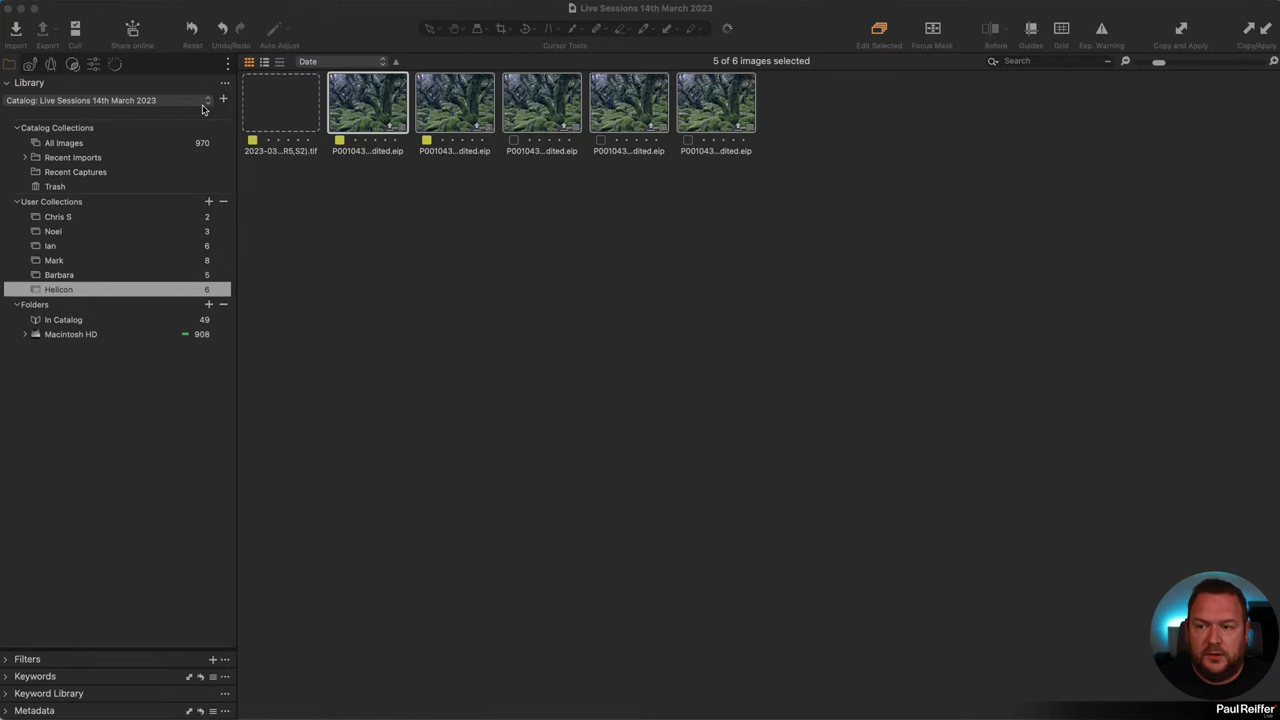 Live Sessions 14th March 2023
Import
Export
Cull
Share online
Reset
Undo/Redo
Auto Adjust
Cursor Tools
Edit Selected
Focus Mask
Before
Guides
Grid
Exp. Warning
Copy and Apply
Copy/Apply
Library
Catalog: Live Sessions 14th March 2023
Catalog Collections
All Images 970
Recent Imports
Recent Captures
Trash
User Collections
Chris S 2
Noel 3
Ian 6
Mark 8
Barbara 5
Helicon 6
Folders
In Catalog 49
Macintosh HD 908
Date
5 of 6 images selected
Search
2023-03...R5,S2).tif
P001043...dited.eip
P001043...dited.eip
P001043...dited.eip
P001043...dited.eip
P001043...dited.eip
Filters
Keywords
Keyword Library
Metadata
PaulReiffer
Live